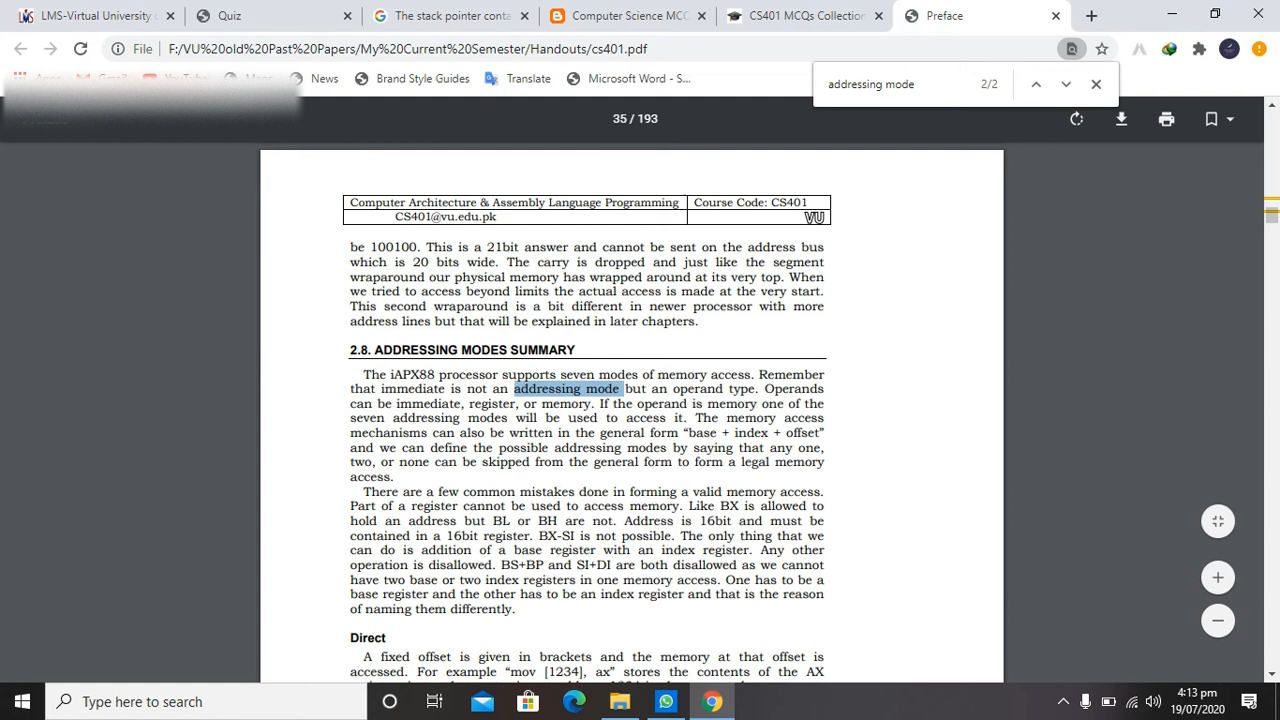 LMS-Virtual University
Quiz
The stack pointer conta
Computer Science MC
CS401 MCQs Collection
Preface
File
F:/VU%20old%20Past%20Papers/My%20Current%20Semester/Handouts/cs401.pdf
Apps
Gmail
YouTube
Maps
News
Brand Style Guides
Translate
Microsoft Word - S...
addressing mode
2/2
35 / 193
Computer Architecture & Assembly Language Programming
Course Code: CS401
CS401@vu.edu.pk
VU
be 100100. This is a 21bit answer and cannot be sent on the address bus
which is 20 bits wide. The carry is dropped and just like the segment
wraparound our physical memory has wrapped around at its very top. When
we tried to access beyond limits the actual access is made at the very start.
This second wraparound is a bit different in newer processor with more
address lines but that will be explained in later chapters.
2.8. ADDRESSING MODES SUMMARY
The iAPX88 processor supports seven modes of memory access. Remember
that immediate is not an addressing mode but an operand type. Operands
can be immediate, register, or memory. If the operand is memory one of the
seven addressing modes will be used to access it. The memory access
mechanisms can also be written in the general form “base + index + offset”
and we can define the possible addressing modes by saying that any one,
two, or none can be skipped from the general form to form a legal memory
access.
There are a few common mistakes done in forming a valid memory access.
Part of a register cannot be used to access memory. Like BX is allowed to
hold an address but BL or BH are not. Address is 16bit and must be
contained in a 16bit register. BX-SI is not possible. The only thing that we
can do is addition of a base register with an index register. Any other
operation is disallowed. BS+BP and SI+DI are both disallowed as we cannot
have two base or two index registers in one memory access. One has to be a
base register and the other has to be an index register and that is the reason
of naming them differently.
Direct
A fixed offset is given in brackets and the memory at that offset is
accessed. For example “mov [1234], ax” stores the contents of the AX
Type here to search
4:13 pm
19/07/2020